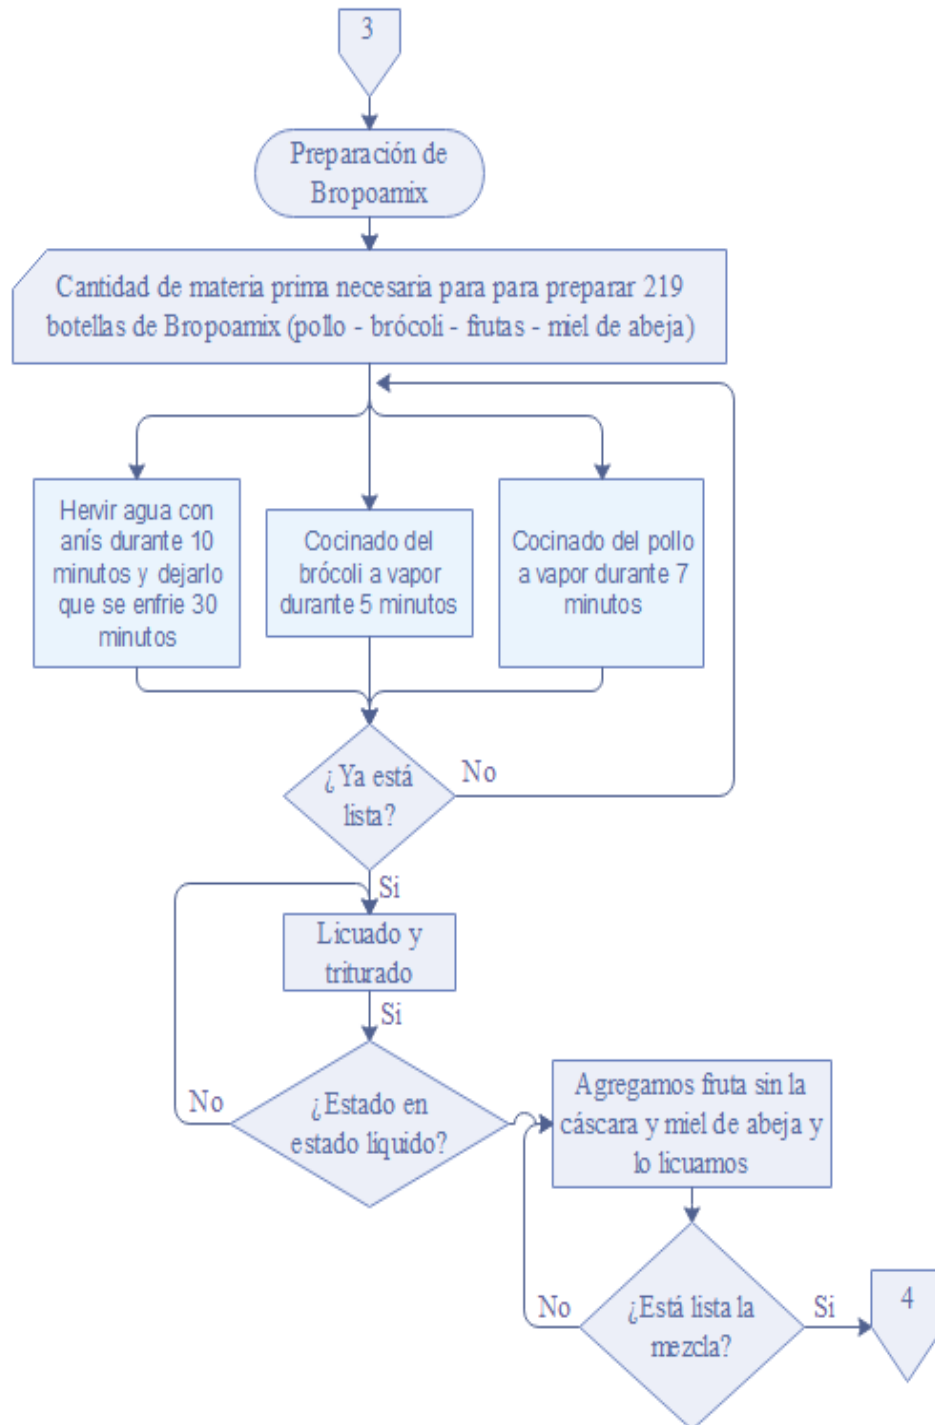 3
Preparación de
Bropoamix
Cantidad de materia prima necesaria para para preparar 219
botellas de Bropoamix (pollo - brócoli - frutas - miel de abeja)
Hervir agua con
anís durante 10
minutos y dejarlo
que se enfrie 30
minutos
Cocinado del
brócoli a vapor
durante 5 minutos
Cocinado del pollo
a vapor durante 7
minutos
¿Ya está
lista?
No
Si
Licuado y
triturado
Si
¿Estado en
estado líquido?
No
Agregamos fruta sin la
cáscara y miel de abeja y
lo licuamos
¿Está lista la
mezcla?
No
Si
4